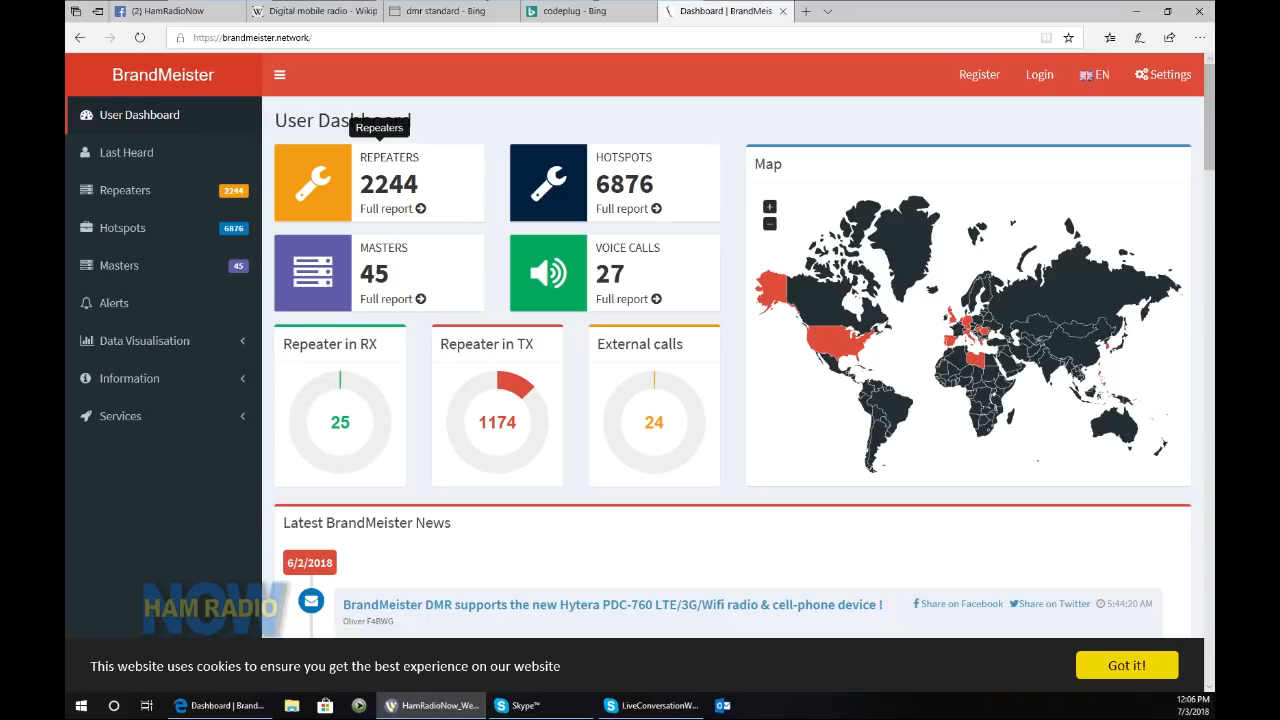 (2) HamRadioNow
Digital mobile radio - Wikip
dmr standard - Bing
codeplug - Bing
Dashboard | BrandMeis
https://brandmeister.network/
BrandMeister
Register
Login
EN
Settings
User Dashboard
Last Heard
Repeaters
2244
Hotspots
6876
Masters
45
Alerts
Data Visualisation
Information
Services
User Dashboard
Repeaters
REPEATERS
2244
Full report
HOTSPOTS
6876
Full report
MASTERS
45
Full report
VOICE CALLS
27
Full report
Repeater in RX
25
Repeater in TX
1174
External calls
24
Map
+
−
Latest BrandMeister News
6/2/2018
BrandMeister DMR supports the new Hytera PDC-760 LTE/3G/Wifi radio & cell-phone device !
Share on Facebook
Share on Twitter
5:44:20 AM
Oliver F4BWG
NOW
HAM RADIO
This website uses cookies to ensure you get the best experience on our website
Got it!
Dashboard | Brand...
HamRadioNow_We...
Skype™
LiveConversationW...
12:06 PM
7/3/2018